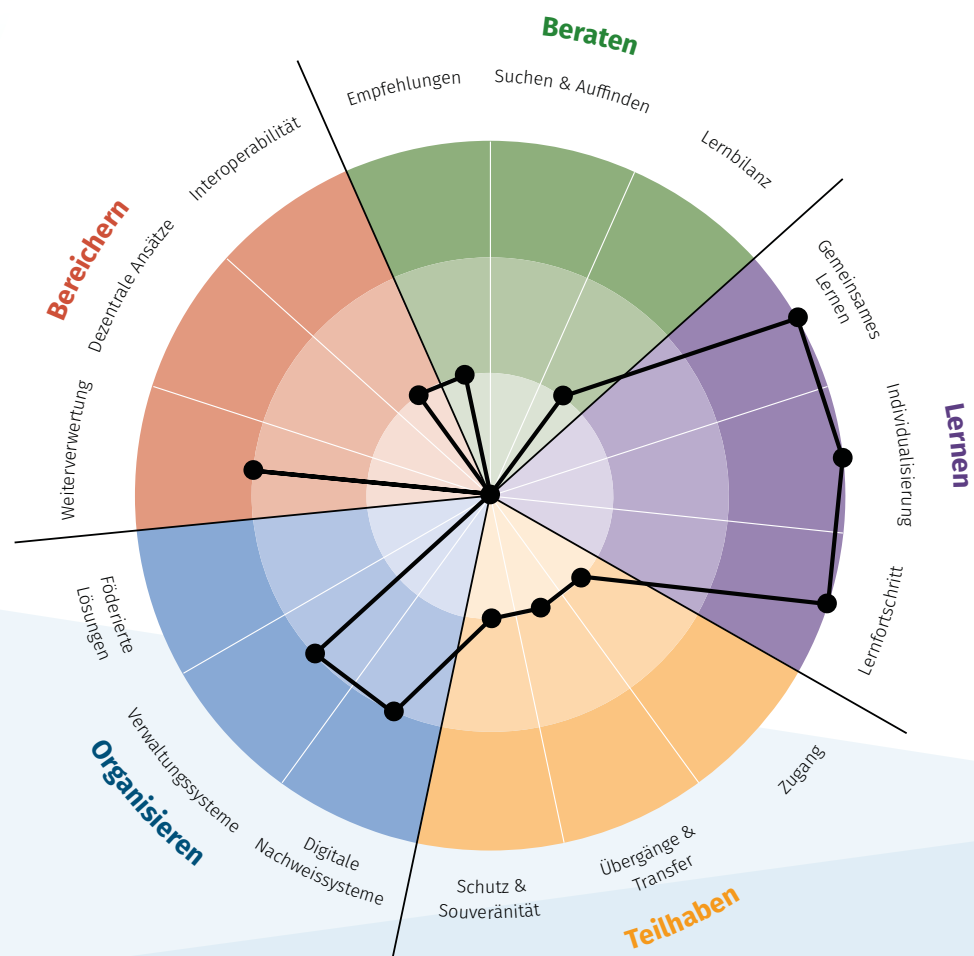 Beraten
Empfehlungen
Suchen & Auffinden
Lernbilanz
Lernen
Gemeinsames
Lernen
Individualisierung
Lernfortschritt
Teilhaben
Zugang
Übergänge &
Transfer
Schutz &
Souveränität
Organisieren
Digitale
Nachweissysteme
Verwaltungssysteme
Föderierte
Lösungen
Bereichern
Weiterverwertung
Dezentrale Ansätze
Interoperabilität